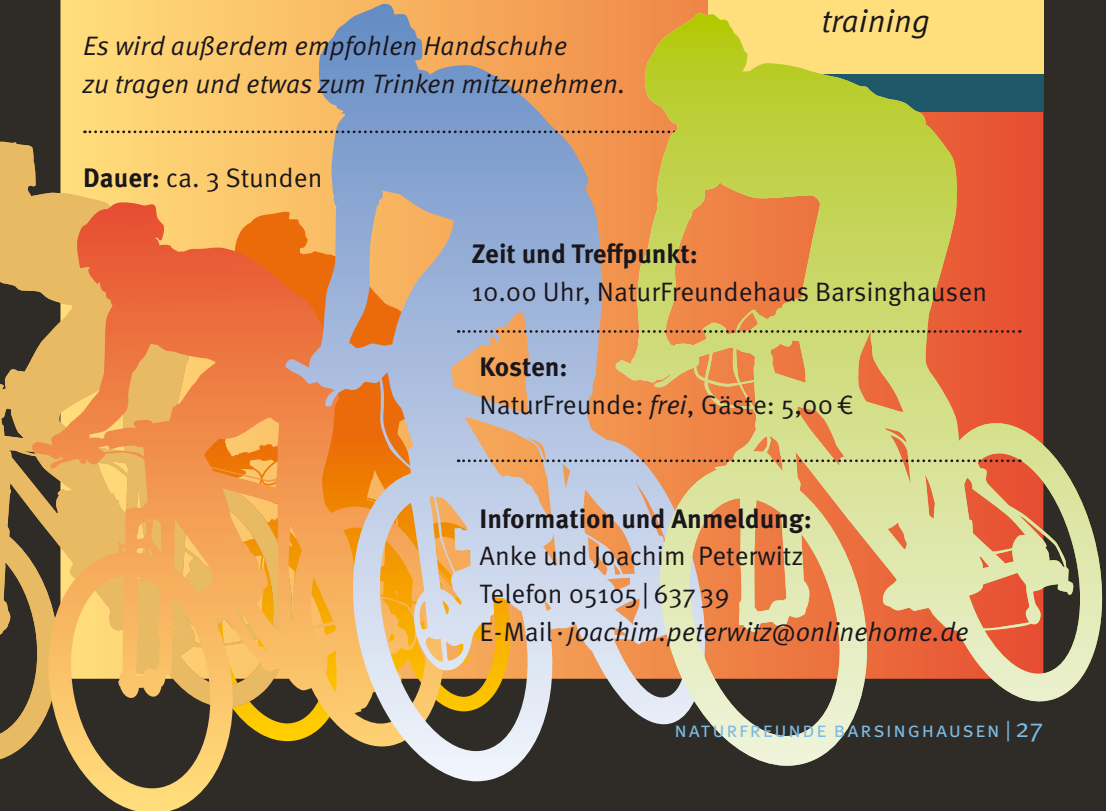 training
Es wird außerdem empfohlen Handschuhe
zu tragen und etwas zum Trinken mitzunehmen.
Dauer: ca. 3 Stunden
Zeit und Treffpunkt:
10.00 Uhr, NaturFreundehaus Barsinghausen
Kosten:
NaturFreunde: frei, Gäste: 5,00 €
Information und Anmeldung:
Anke und Joachim Peterwitz
Telefon 05105 | 637 39
E-Mail · joachim.peterwitz@onlinehome.de
NATURFREUNDE BARSINGHAUSEN | 27